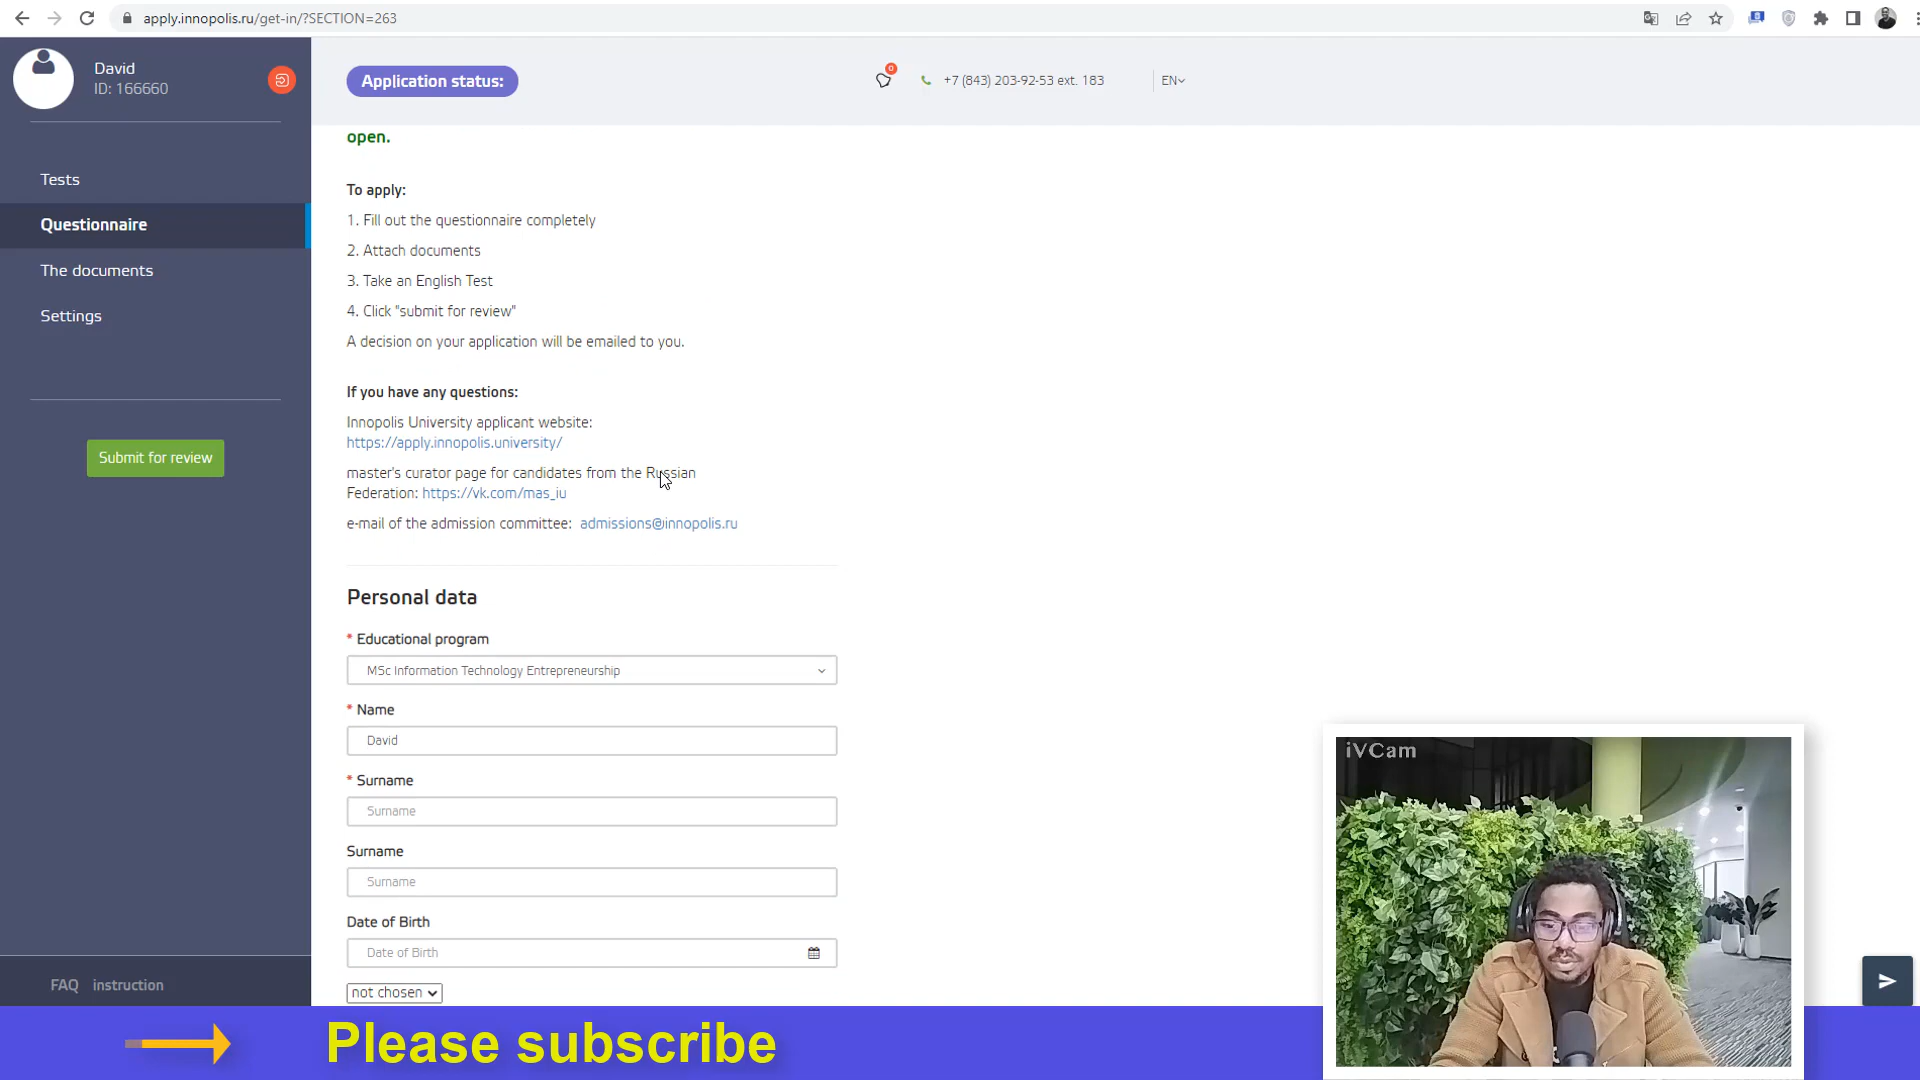 apply.innopolis.ru/get-in/?SECTION=263
David
ID: 166660
Application status:
0
+7 (843) 203-92-53 ext. 183
EN
open.
Tests
Questionnaire
The documents
Settings
Submit for review
FAQ
instruction
To apply:
1. Fill out the questionnaire completely
2. Attach documents
3. Take an English Test
4. Click "submit for review"
A decision on your application will be emailed to you.
If you have any questions:
Innopolis University applicant website:
https://apply.innopolis.university/
master's curator page for candidates from the Russian
Federation: https://vk.com/mas_iu
e-mail of the admission committee: admissions@innopolis.ru
Personal data
* Educational program
MSc Information Technology Entrepreneurship
* Name
David
* Surname
Surname
Surname
Surname
Date of Birth
Date of Birth
not chosen
iVCam
Please subscribe